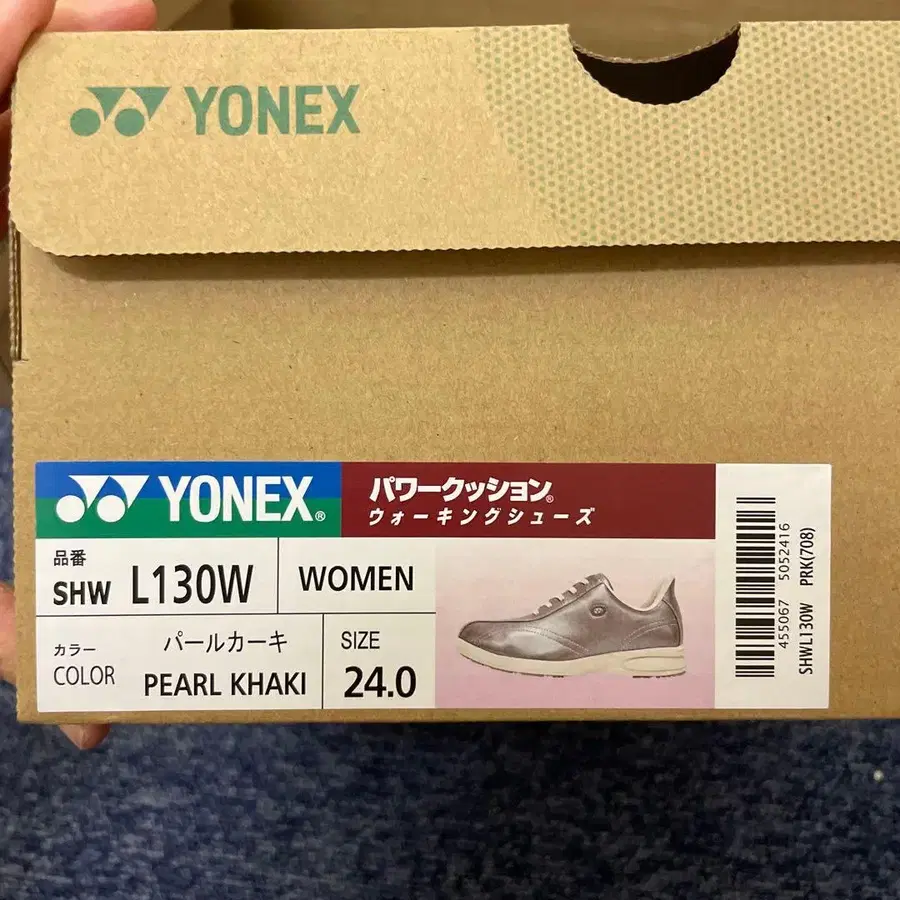 YONEX
YONEX®
パワークッション®
ウォーキングシューズ
品番
SHW L130W
WOMEN
カラー
COLOR
パールカーキ
PEARL KHAKI
SIZE
24.0
455067 5052416
SHWL130W PRK(708)